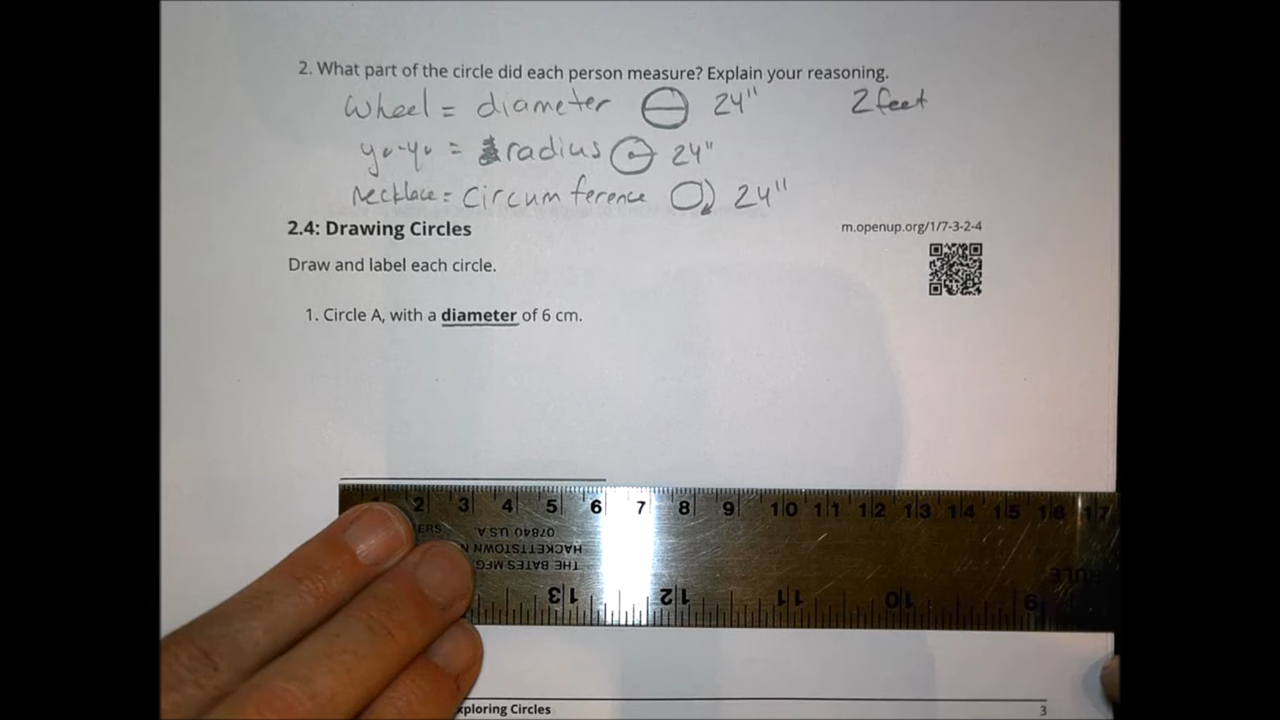 2. What part of the circle did each person measure? Explain your reasoning.
Wheel = diameter 24" 2 feet
yo-yo = radius 24"
Necklace = Circumference 24"
2.4: Drawing Circles
m.openup.org/1/7-3-2-4
Draw and label each circle.
1. Circle A, with a diameter of 6 cm.
1 2 3 4 5 6 7 8 9 10 11 12 13 14 15 16 17
ERS
07840 U.S.A
HACKETTSTOWN N
THE BATES MFG.
RULE
13 12 11 10 9
xploring Circles
3